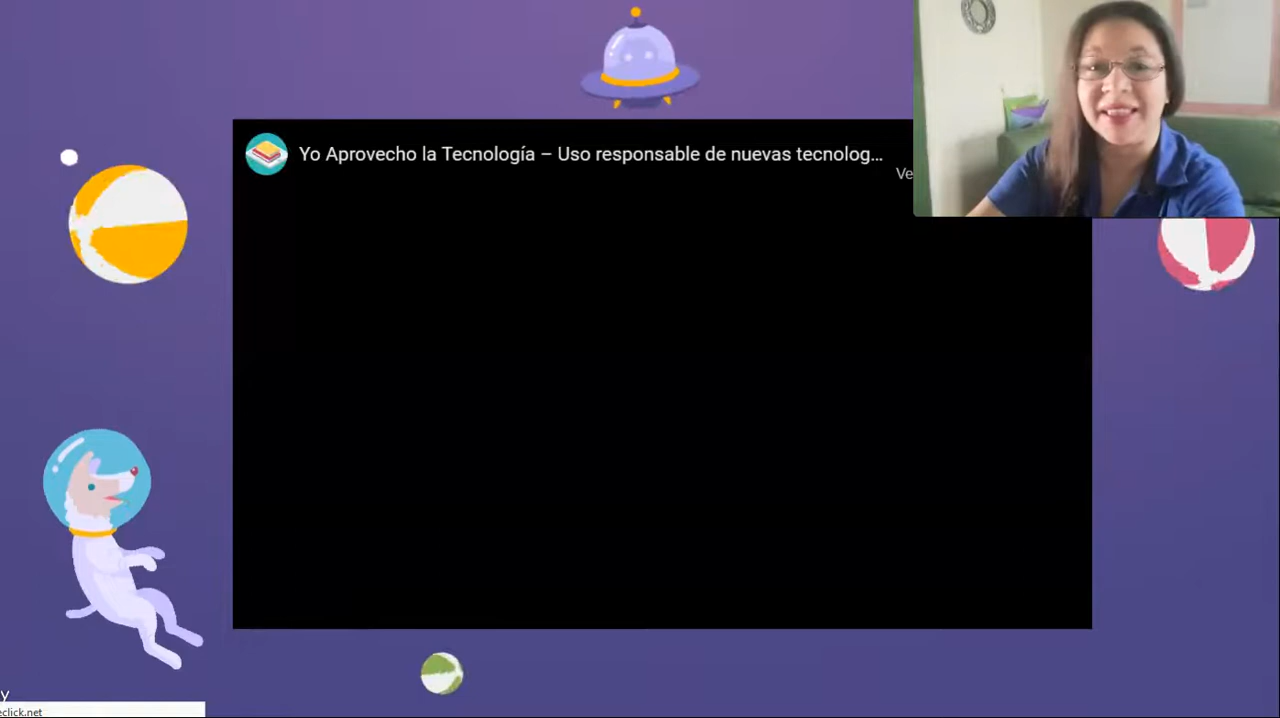 Yo Aprovecho la Tecnología – Uso responsable de nuevas tecnolog...
Ve
y
eclick.net